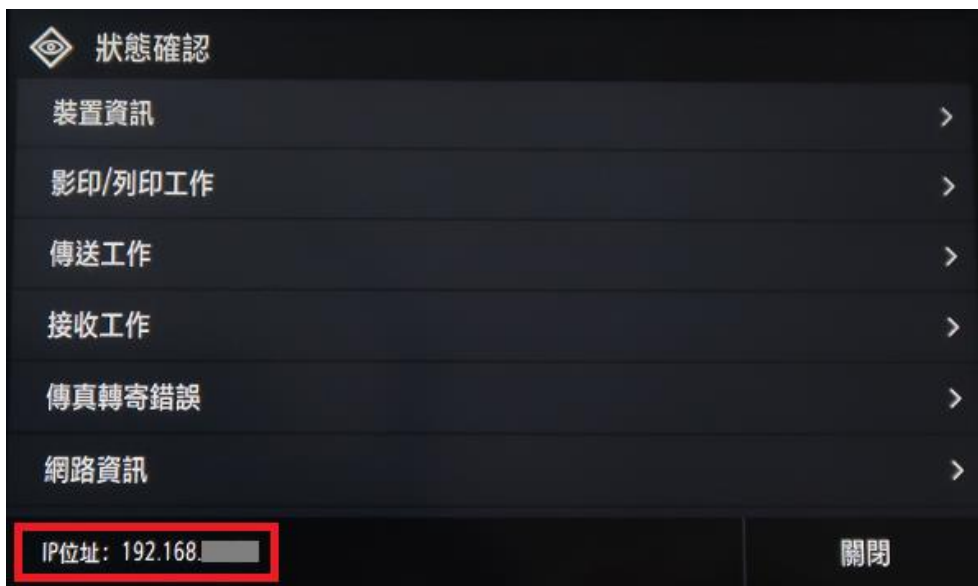 狀態確認
裝置資訊
影印/列印工作
傳送工作
接收工作
傳真轉寄錯誤
網路資訊
IP位址: 192.168.
關閉